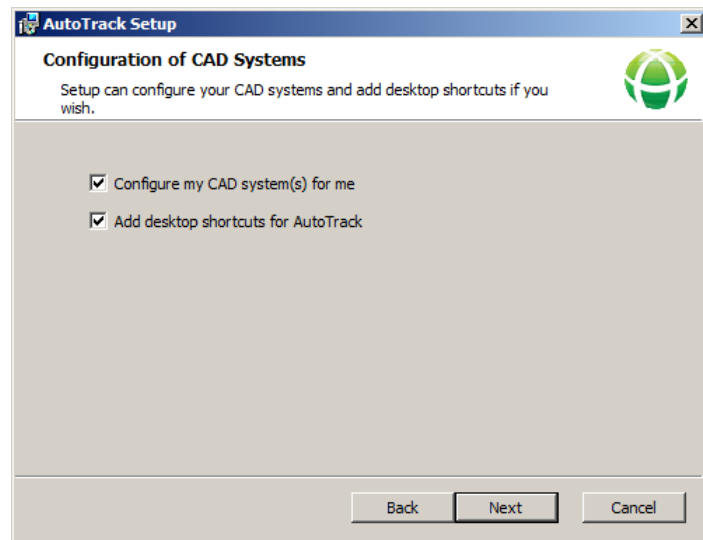 AutoTrack Setup
Configuration of CAD Systems
Setup can configure your CAD systems and add desktop shortcuts if you
wish.
Configure my CAD system(s) for me
Add desktop shortcuts for AutoTrack
Back Next Cancel